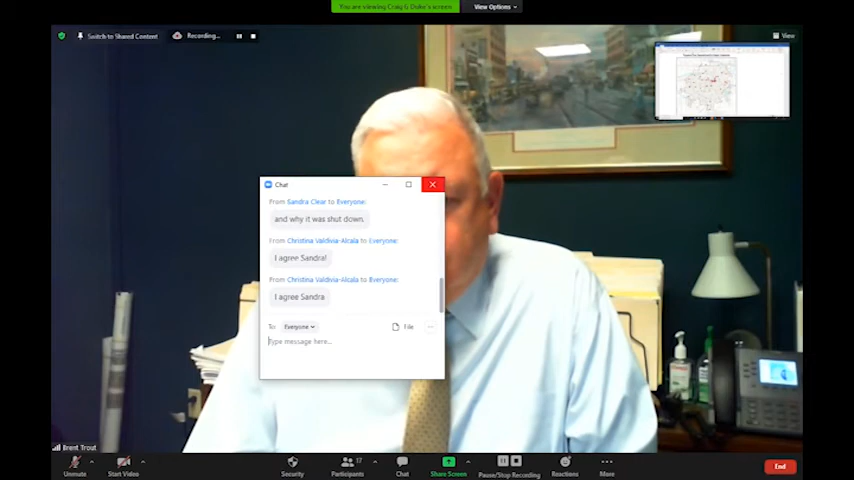 You are viewing Craig G Duke's screen
View Options
Switch to Shared Content
Recording...
View
Chat
From Sandra Clear to Everyone:
and why it was shut down.
From Christina Valdivia-Alcala to Everyone:
I agree Sandra!
From Christina Valdivia-Alcala to Everyone:
I agree Sandra
To: Everyone
File
Type message here...
Brent Trout
Unmute
Start Video
Security
Participants 17
Chat
Share Screen
Pause/Stop Recording
Reactions
More
End